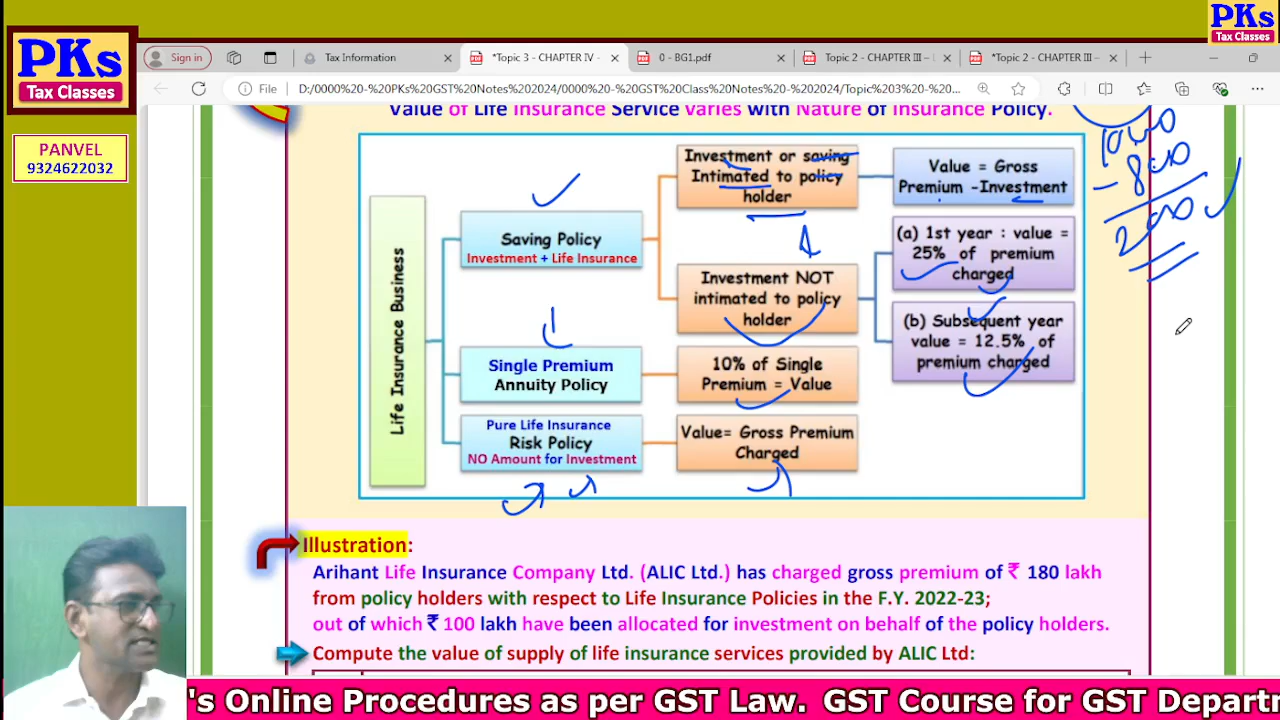 PKs
Tax Classes
PKs
Tax Classes
PANVEL
9324622032
Sign in
Tax Information
*Topic 3 - CHAPTER IV -
0 - BG1.pdf
Topic 2 - CHAPTER III – I
*Topic 2 - CHAPTER III –
File
D:/0000%20-%20PKs%20GST%20Notes%202024/0000%20-%20GST%20Class%20Notes%20-%202024/Topic%203%20-%20...
Value of Life Insurance Service varies with Nature of Insurance Policy.
Life Insurance Business
Saving Policy
Investment + Life Insurance
Investment or saving
Intimated to policy
holder
Value = Gross
Premium -Investment
Investment NOT
intimated to policy
holder
(a) 1st year : value =
25% of premium
charged
(b) Subsequent year
value = 12.5% of
premium charged
Single Premium
Annuity Policy
10% of Single
Premium = Value
Pure Life Insurance
Risk Policy
NO Amount for Investment
Value= Gross Premium
Charged
1000
- 800
200
Illustration:
Arihant Life Insurance Company Ltd. (ALIC Ltd.) has charged gross premium of ₹ 180 lakh
from policy holders with respect to Life Insurance Policies in the F.Y. 2022-23;
out of which ₹ 100 lakh have been allocated for investment on behalf of the policy holders.
Compute the value of supply of life insurance services provided by ALIC Ltd:
's Online Procedures as per GST Law. GST Course for GST Departm